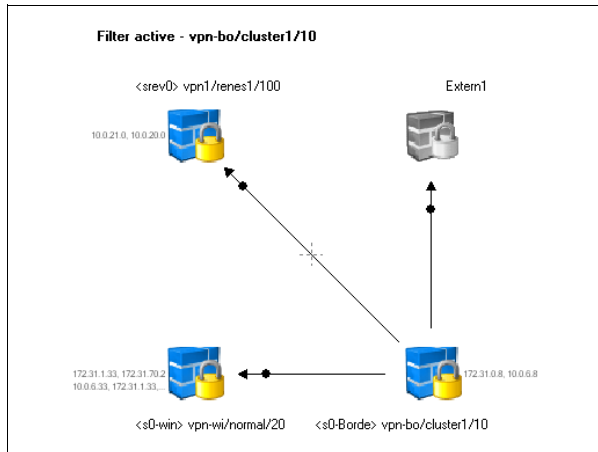 Filter active - vpn-bo/cluster1/10
<srev0> vpn1/renes1/100
Extern1
10.0.21.0, 10.0.20.0
172.31.1.33, 172.31.70.2
10.0.6.33, 172.31.1.33,...
172.31.0.8, 10.0.6.8
<s0-win> vpn-wi/normal/20
<s0-Borde> vpn-bo/cluster1/10